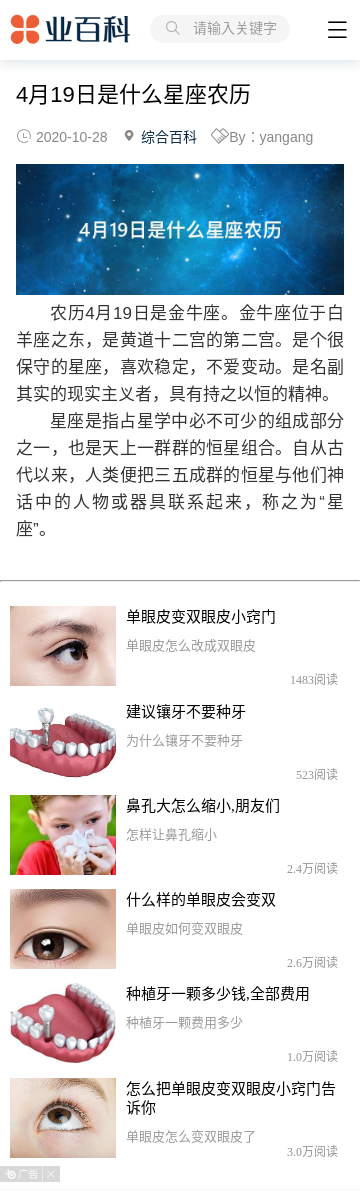 业百科
请输入关键字
4月19日是什么星座农历
2020-10-28 综合百科 By：yangang
4月19日是什么星座农历
农历4月19日是金牛座。金牛座位于白
羊座之东，是黄道十二宫的第二宫。是个很
保守的星座，喜欢稳定，不爱变动。是名副
其实的现实主义者，具有持之以恒的精神。
星座是指占星学中必不可少的组成部分
之一，也是天上一群群的恒星组合。自从古
代以来，人类便把三五成群的恒星与他们神
话中的人物或器具联系起来，称之为“星
座”。
单眼皮变双眼皮小窍门
单眼皮怎么改成双眼皮
1483阅读
建议镶牙不要种牙
为什么镶牙不要种牙
523阅读
鼻孔大怎么缩小,朋友们
怎样让鼻孔缩小
2.4万阅读
什么样的单眼皮会变双
单眼皮如何变双眼皮
2.6万阅读
种植牙一颗多少钱,全部费用
种植牙一颗费用多少
1.0万阅读
怎么把单眼皮变双眼皮小窍门告
诉你
单眼皮怎么变双眼皮了
3.0万阅读
广告